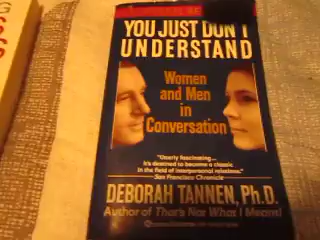 YOU JUST DON'T
UNDERSTAND
Women
and Men
in
Conversation
"Utterly fascinating...
It's destined to become a classic
in the field of interpersonal relations."
San Francisco Chronicle
DEBORAH TANNEN, Ph.D.
Author of That's Not What I Meant!